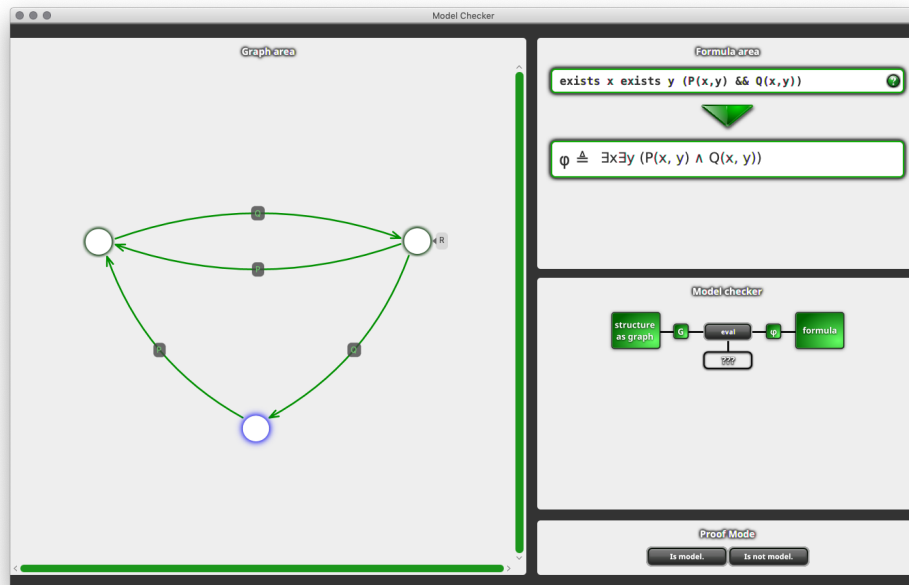 Model Checker
Graph area
Q
R
P
P
Q
Formula area
exists x exists y (P(x,y) && Q(x,y))
?
φ ≜ ∃x∃y (P(x, y) ∧ Q(x, y))
Model checker
structure
as graph
G
eval
φ
formula
???
Proof Mode
Is model.
Is not model.